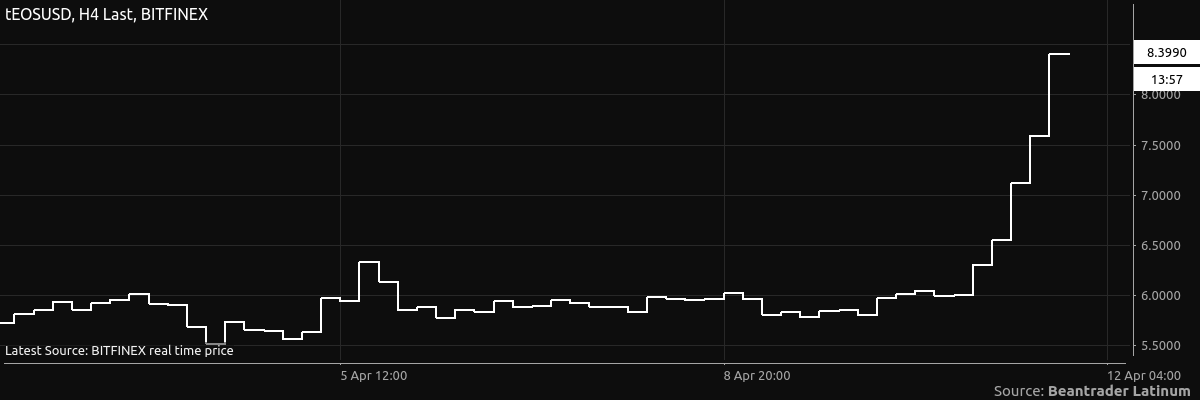 tEOSUSD, H4 Last, BITFINEX
8.3990
13:57
8.0000
7.5000
7.0000
6.5000
6.0000
5.5000
Latest Source: BITFINEX real time price
5 Apr 12:00
8 Apr 20:00
12 Apr 04:00
Source: Beantrader Latinum